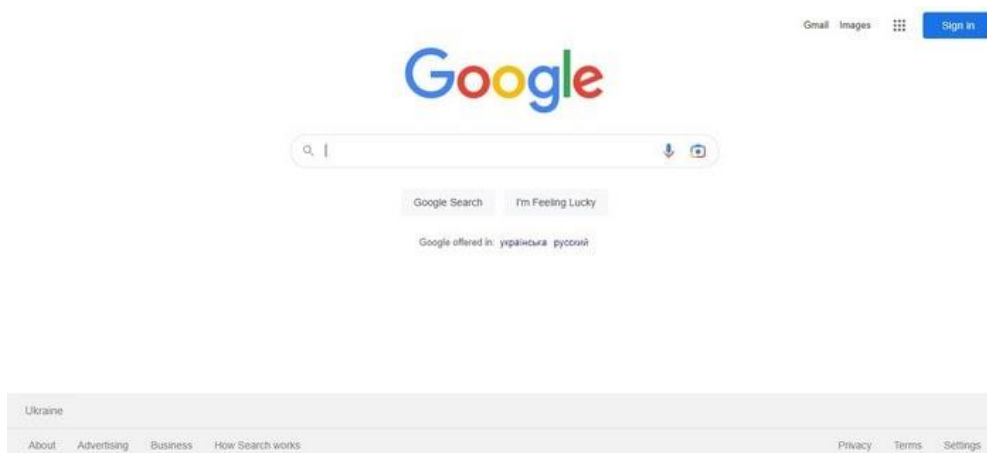 Gmail Images Sign in
Google
Google Search I'm Feeling Lucky
Google offered in: українська русский
Ukraine
About Advertising Business How Search works Privacy Terms Settings